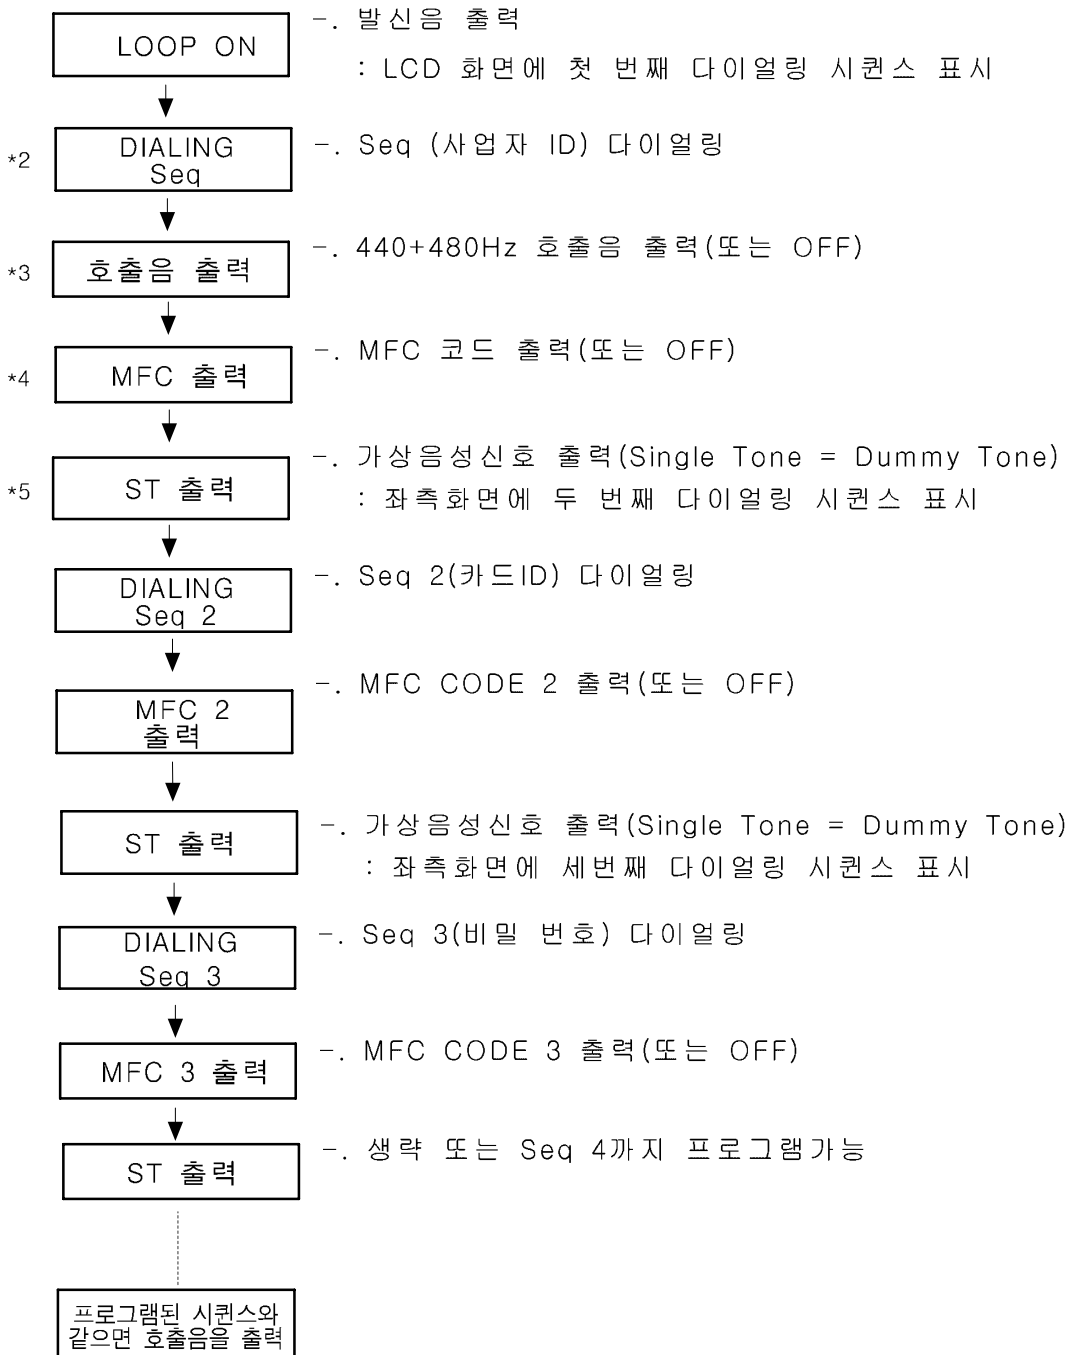 LOOP ON
-. 발신음 출력
: LCD 화면에 첫 번째 다이얼링 시퀀스 표시
*2
DIALING
Seq
-. Seq (사업자 ID) 다이얼링
*3
호출음 출력
-. 440+480Hz 호출음 출력(또는 OFF)
*4
MFC 출력
-. MFC 코드 출력(또는 OFF)
*5
ST 출력
-. 가상음성신호 출력(Single Tone = Dummy Tone)
: 좌측화면에 두 번째 다이얼링 시퀀스 표시
DIALING
Seq 2
-. Seq 2(카드ID) 다이얼링
MFC 2
출력
-. MFC CODE 2 출력(또는 OFF)
ST 출력
-. 가상음성신호 출력(Single Tone = Dummy Tone)
: 좌측화면에 세번째 다이얼링 시퀀스 표시
DIALING
Seq 3
-. Seq 3(비밀 번호) 다이얼링
MFC 3 출력
-. MFC CODE 3 출력(또는 OFF)
ST 출력
-. 생략 또는 Seq 4까지 프로그램가능
프로그램된 시퀀스와
같으면 호출음을 출력